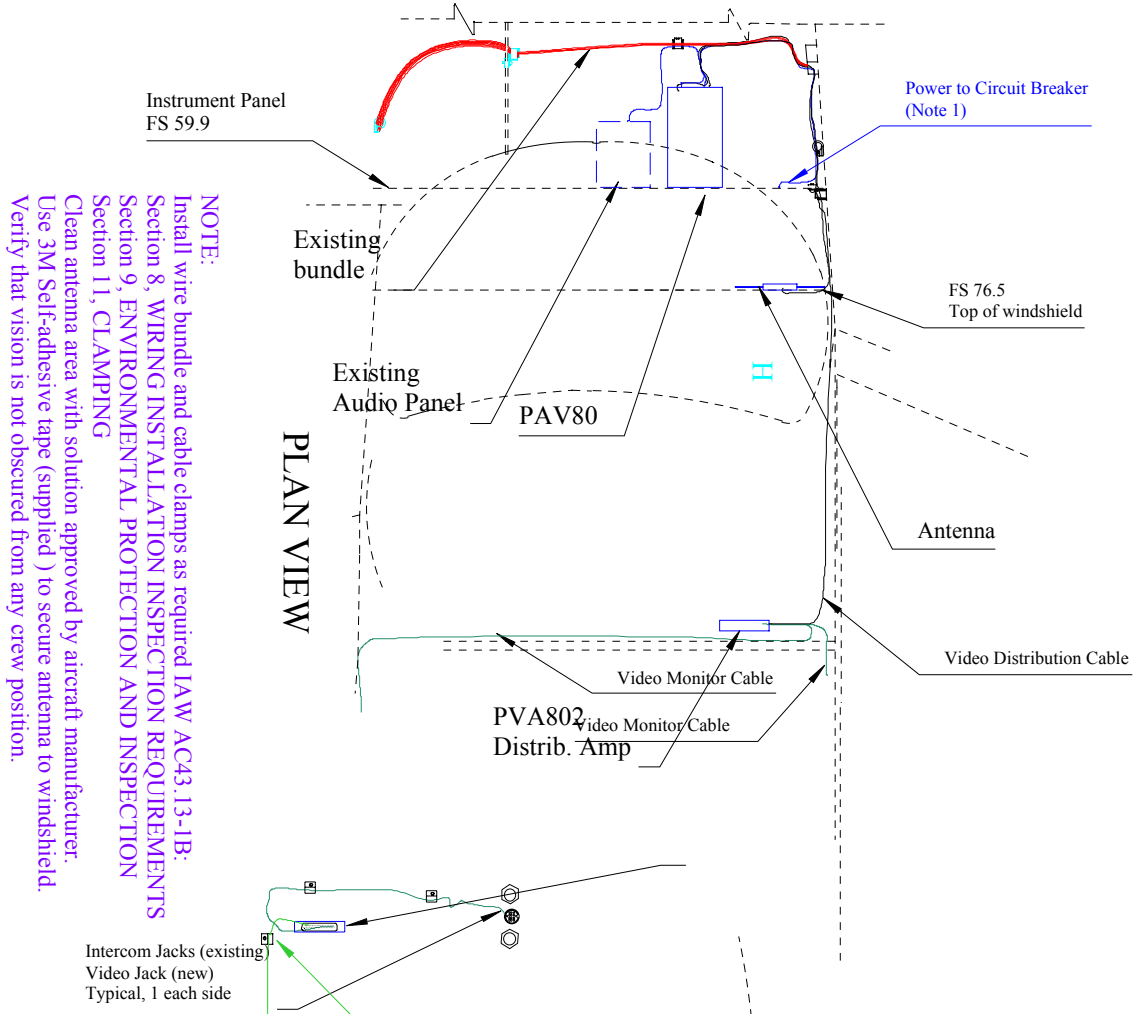 Instrument Panel
FS 59.9
Power to Circuit Breaker
(Note 1)
Existing
bundle
FS 76.5
Top of windshield
Existing
Audio Panel
PAV80
H
Antenna
PLAN VIEW
Video Distribution Cable
Video Monitor Cable
PVA802
Distrib. Amp
Video Monitor Cable
Intercom Jacks (existing)
Video Jack (new)
Typical, 1 each side
NOTE:
Install wire bundle and cable clamps as required IAW AC43.13-1B:
Section 8, WIRING INSTALLATION INSPECTION REQUIREMENTS
Section 9, ENVIRONMENTAL PROTECTION AND INSPECTION
Section 11, CLAMPING
Clean antenna area with solution approved by aircraft manufacturer.
Use 3M Self-adhesive tape (supplied ) to secure antenna to windshield.
Verify that vision is not obscured from any crew position.